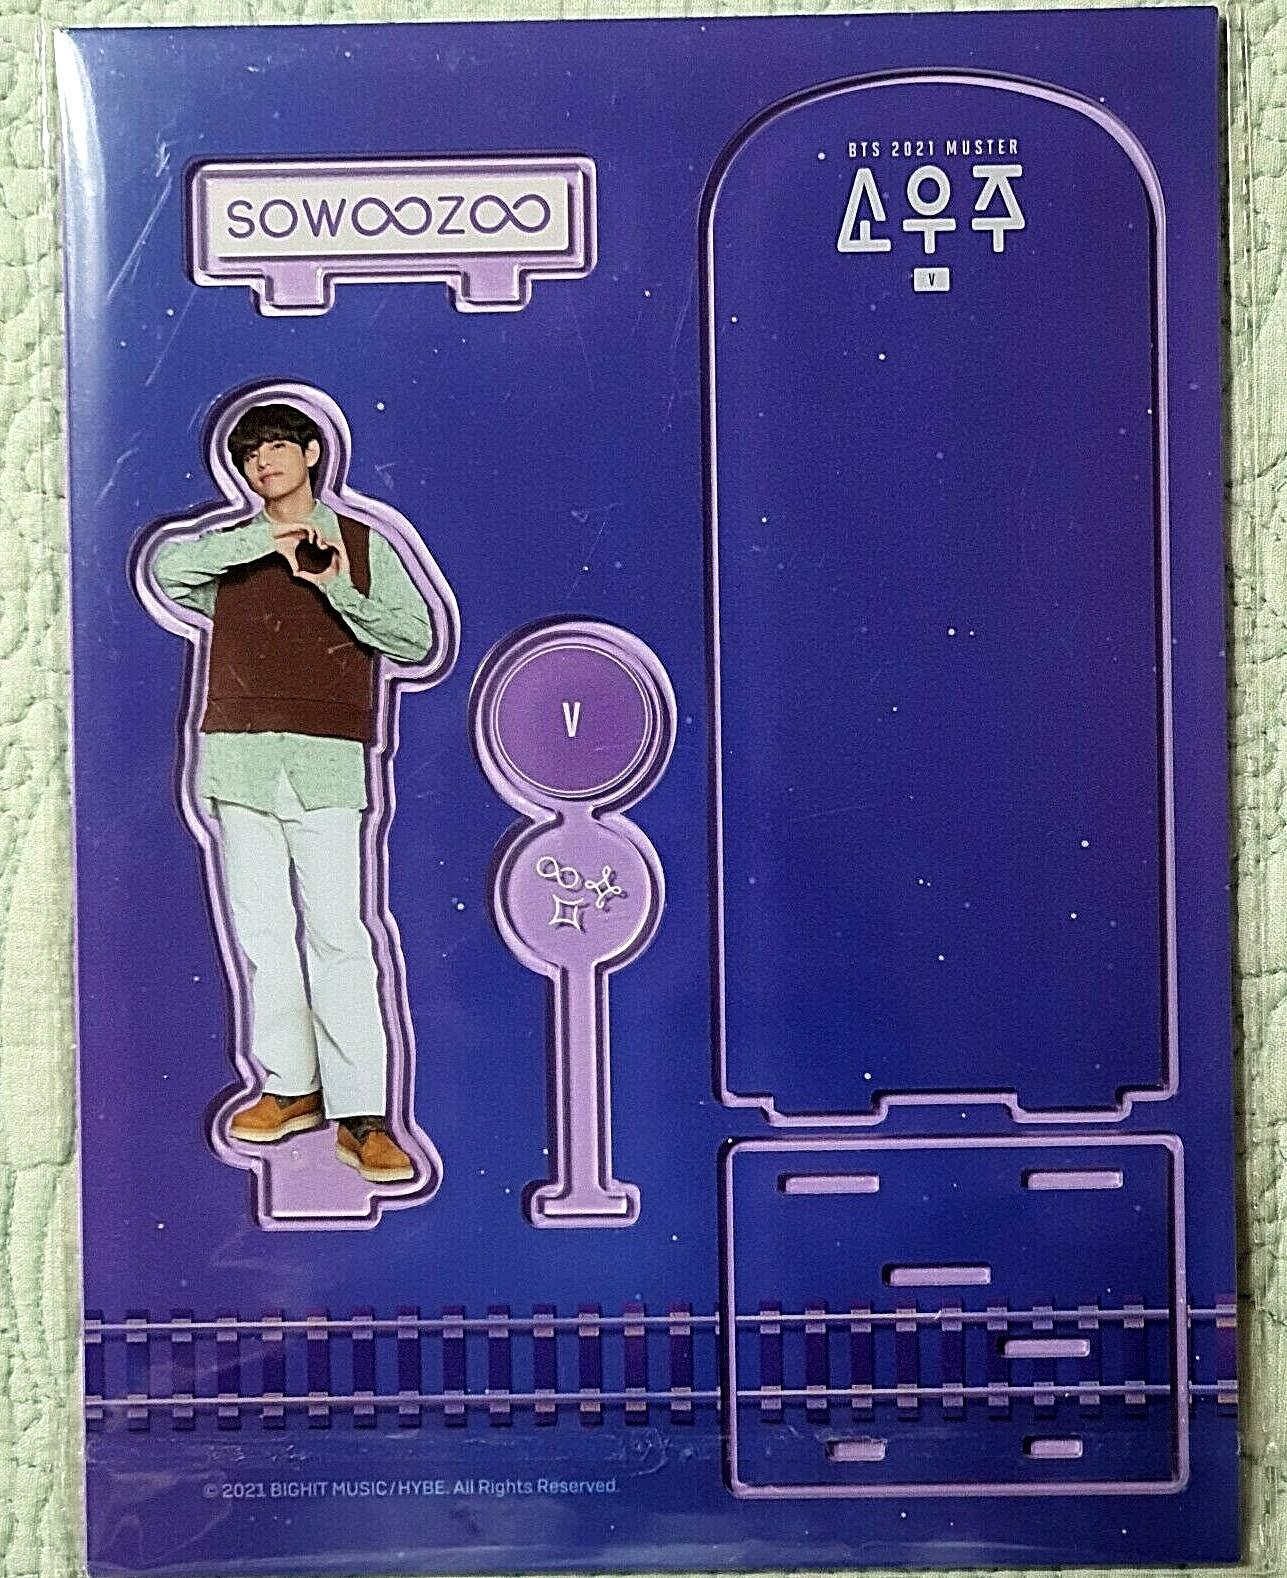 BTS 2021 MUSTER
소우주
V
SOWOOZOO
V
© 2021 BIGHIT MUSIC/HYBE. All Rights Reserved.